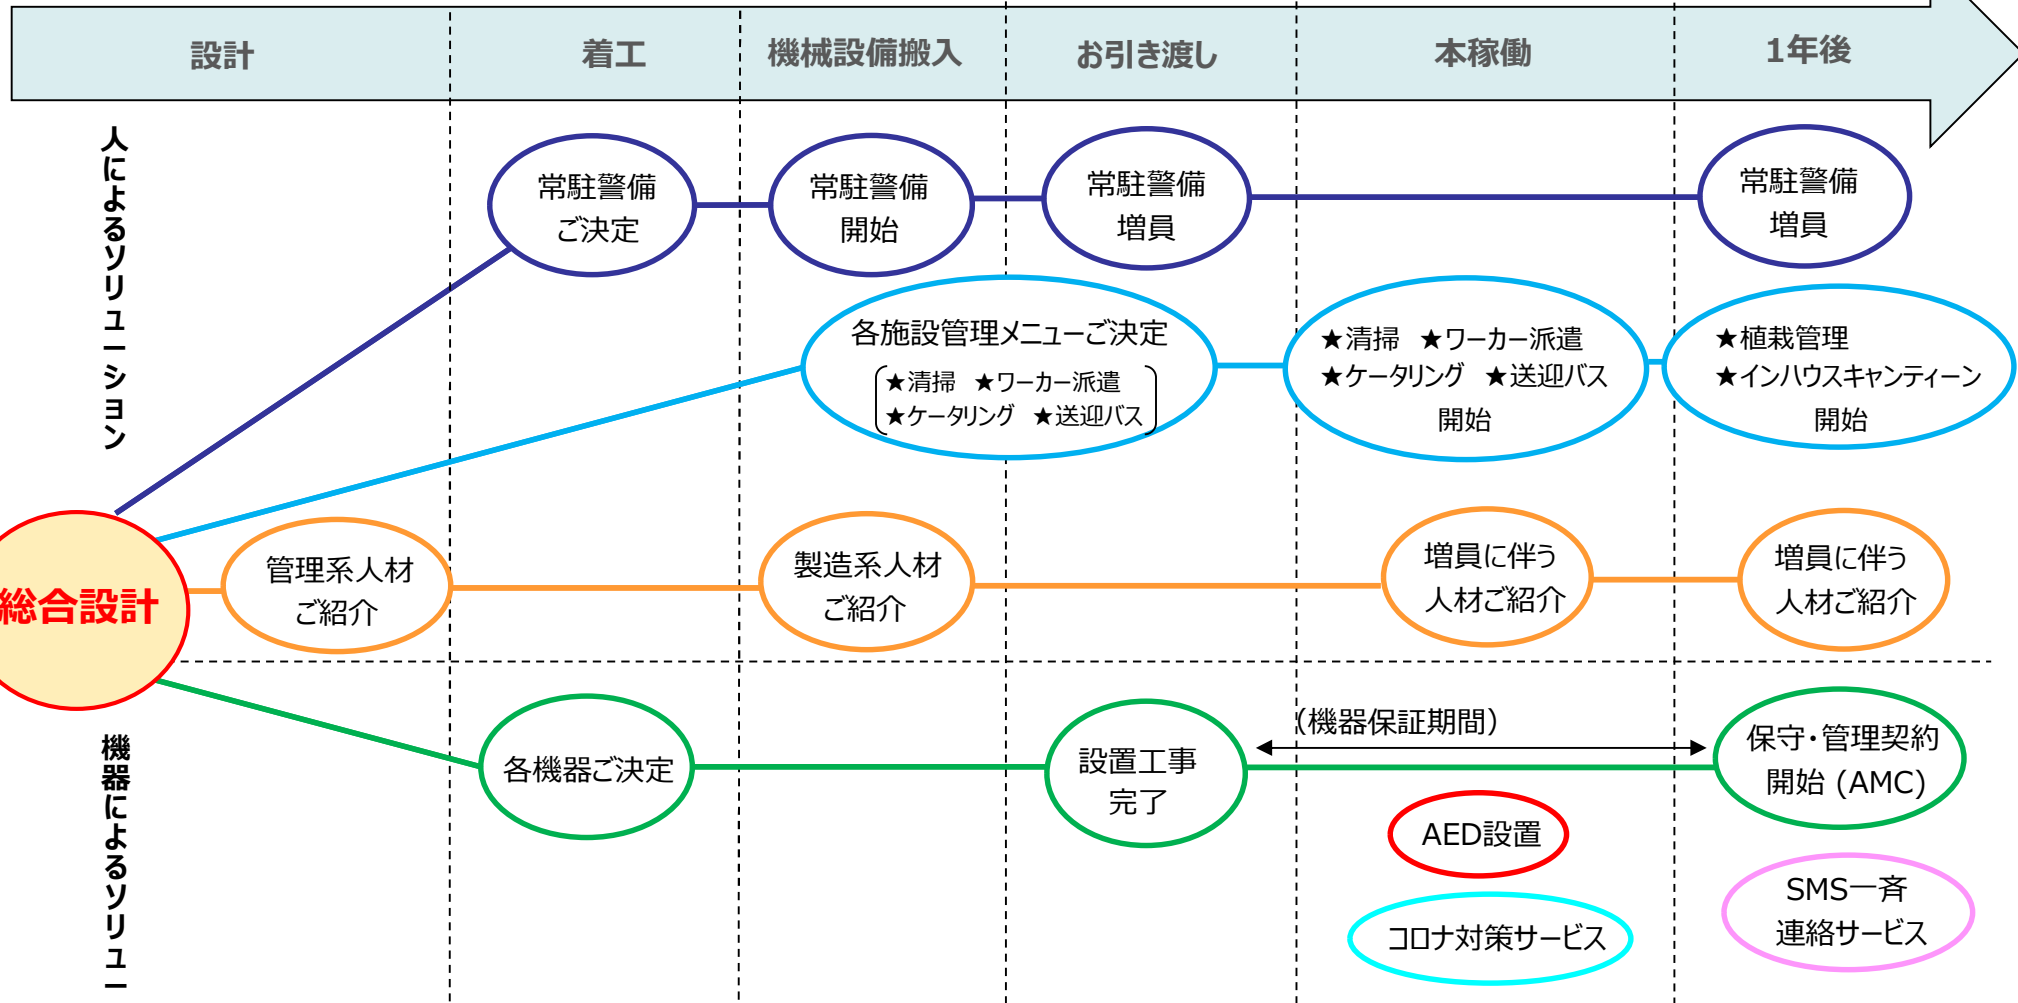 設計
着工
機械設備搬入
お引き渡し
本稼働
1年後
人によるソリューション
常駐警備
ご決定
常駐警備
開始
常駐警備
増員
常駐警備
増員
各施設管理メニューご決定
★清掃 ★ワーカー派遣
★ケータリング ★送迎バス
★清掃 ★ワーカー派遣
★ケータリング ★送迎バス
開始
★植栽管理
★インハウスキャンティーン
開始
総合設計
管理系人材
ご紹介
製造系人材
ご紹介
増員に伴う
人材ご紹介
増員に伴う
人材ご紹介
機器によるソリュー
各機器ご決定
設置工事
完了
(機器保証期間)
保守・管理契約
開始 (AMC)
AED設置
コロナ対策サービス
SMS一斉
連絡サービス